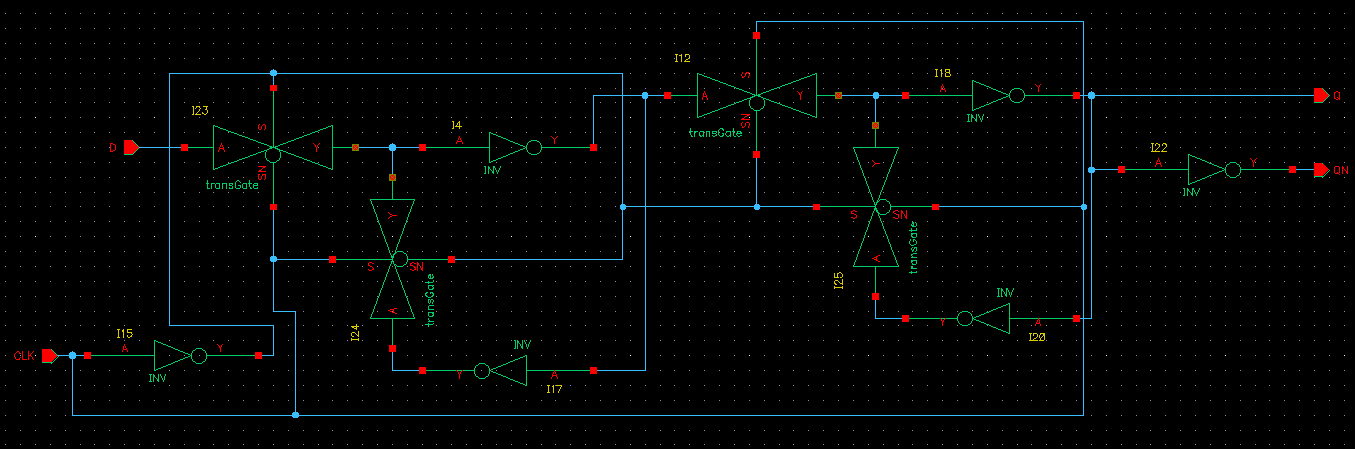 I12
S
A
Y
SN
transGate
I18
A
Y
INV
Q
I23
S
D
A
Y
SN
transGate
I4
A
Y
INV
I22
A
Y
INV
QN
Y
S
SN
A
transGate
I24
Y
S
SN
A
transGate
I25
INV
Y
A
I20
CLK
I15
A
Y
INV
INV
Y
A
I17